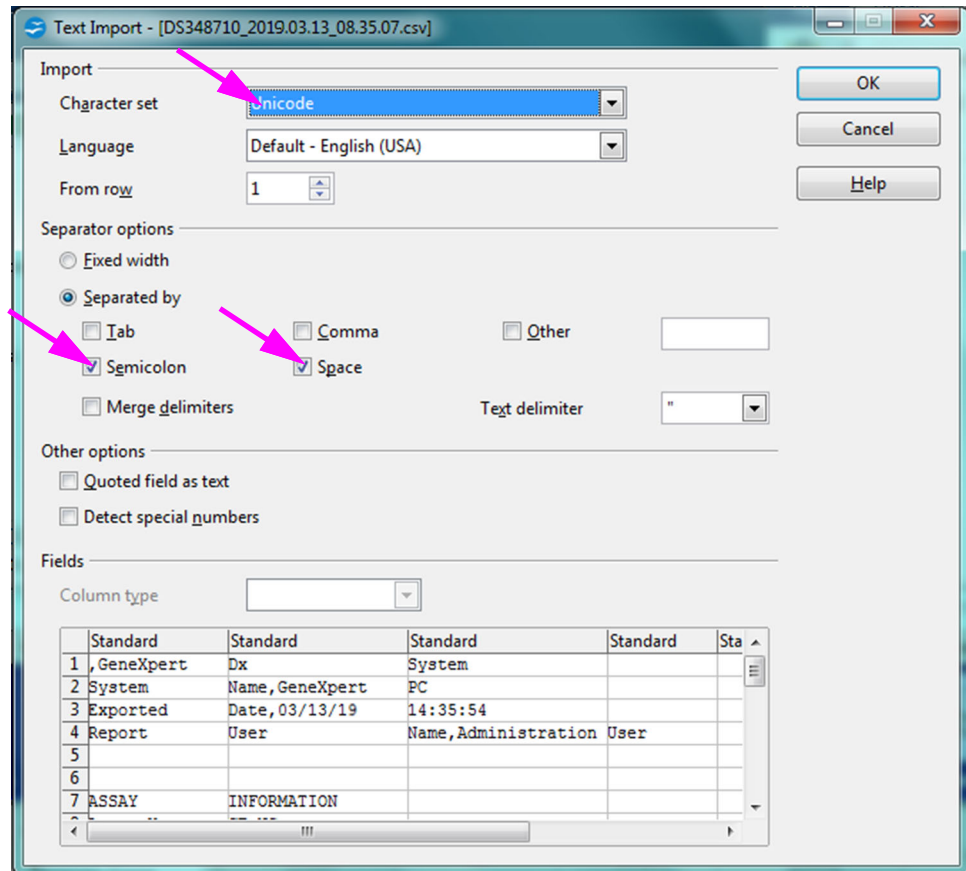 Text Import - [DS348710_2019.03.13_08.35.07.csv]
Import
OK
Character set Unicode
Cancel
Language Default - English (USA)
Help
From row 1
Separator options
Fixed width
Separated by
Tab Comma Other
Semicolon Space
Merge delimiters Text delimiter "
Other options
Quoted field as text
Detect special numbers
Fields
Column type
Standard Standard Standard Standard Sta
1 ,GeneXpert Dx System
2 System Name,GeneXpert PC
3 Exported Date,03/13/19 14:35:54
4 Report User Name,Administration User
5
6
7 ASSAY INFORMATION